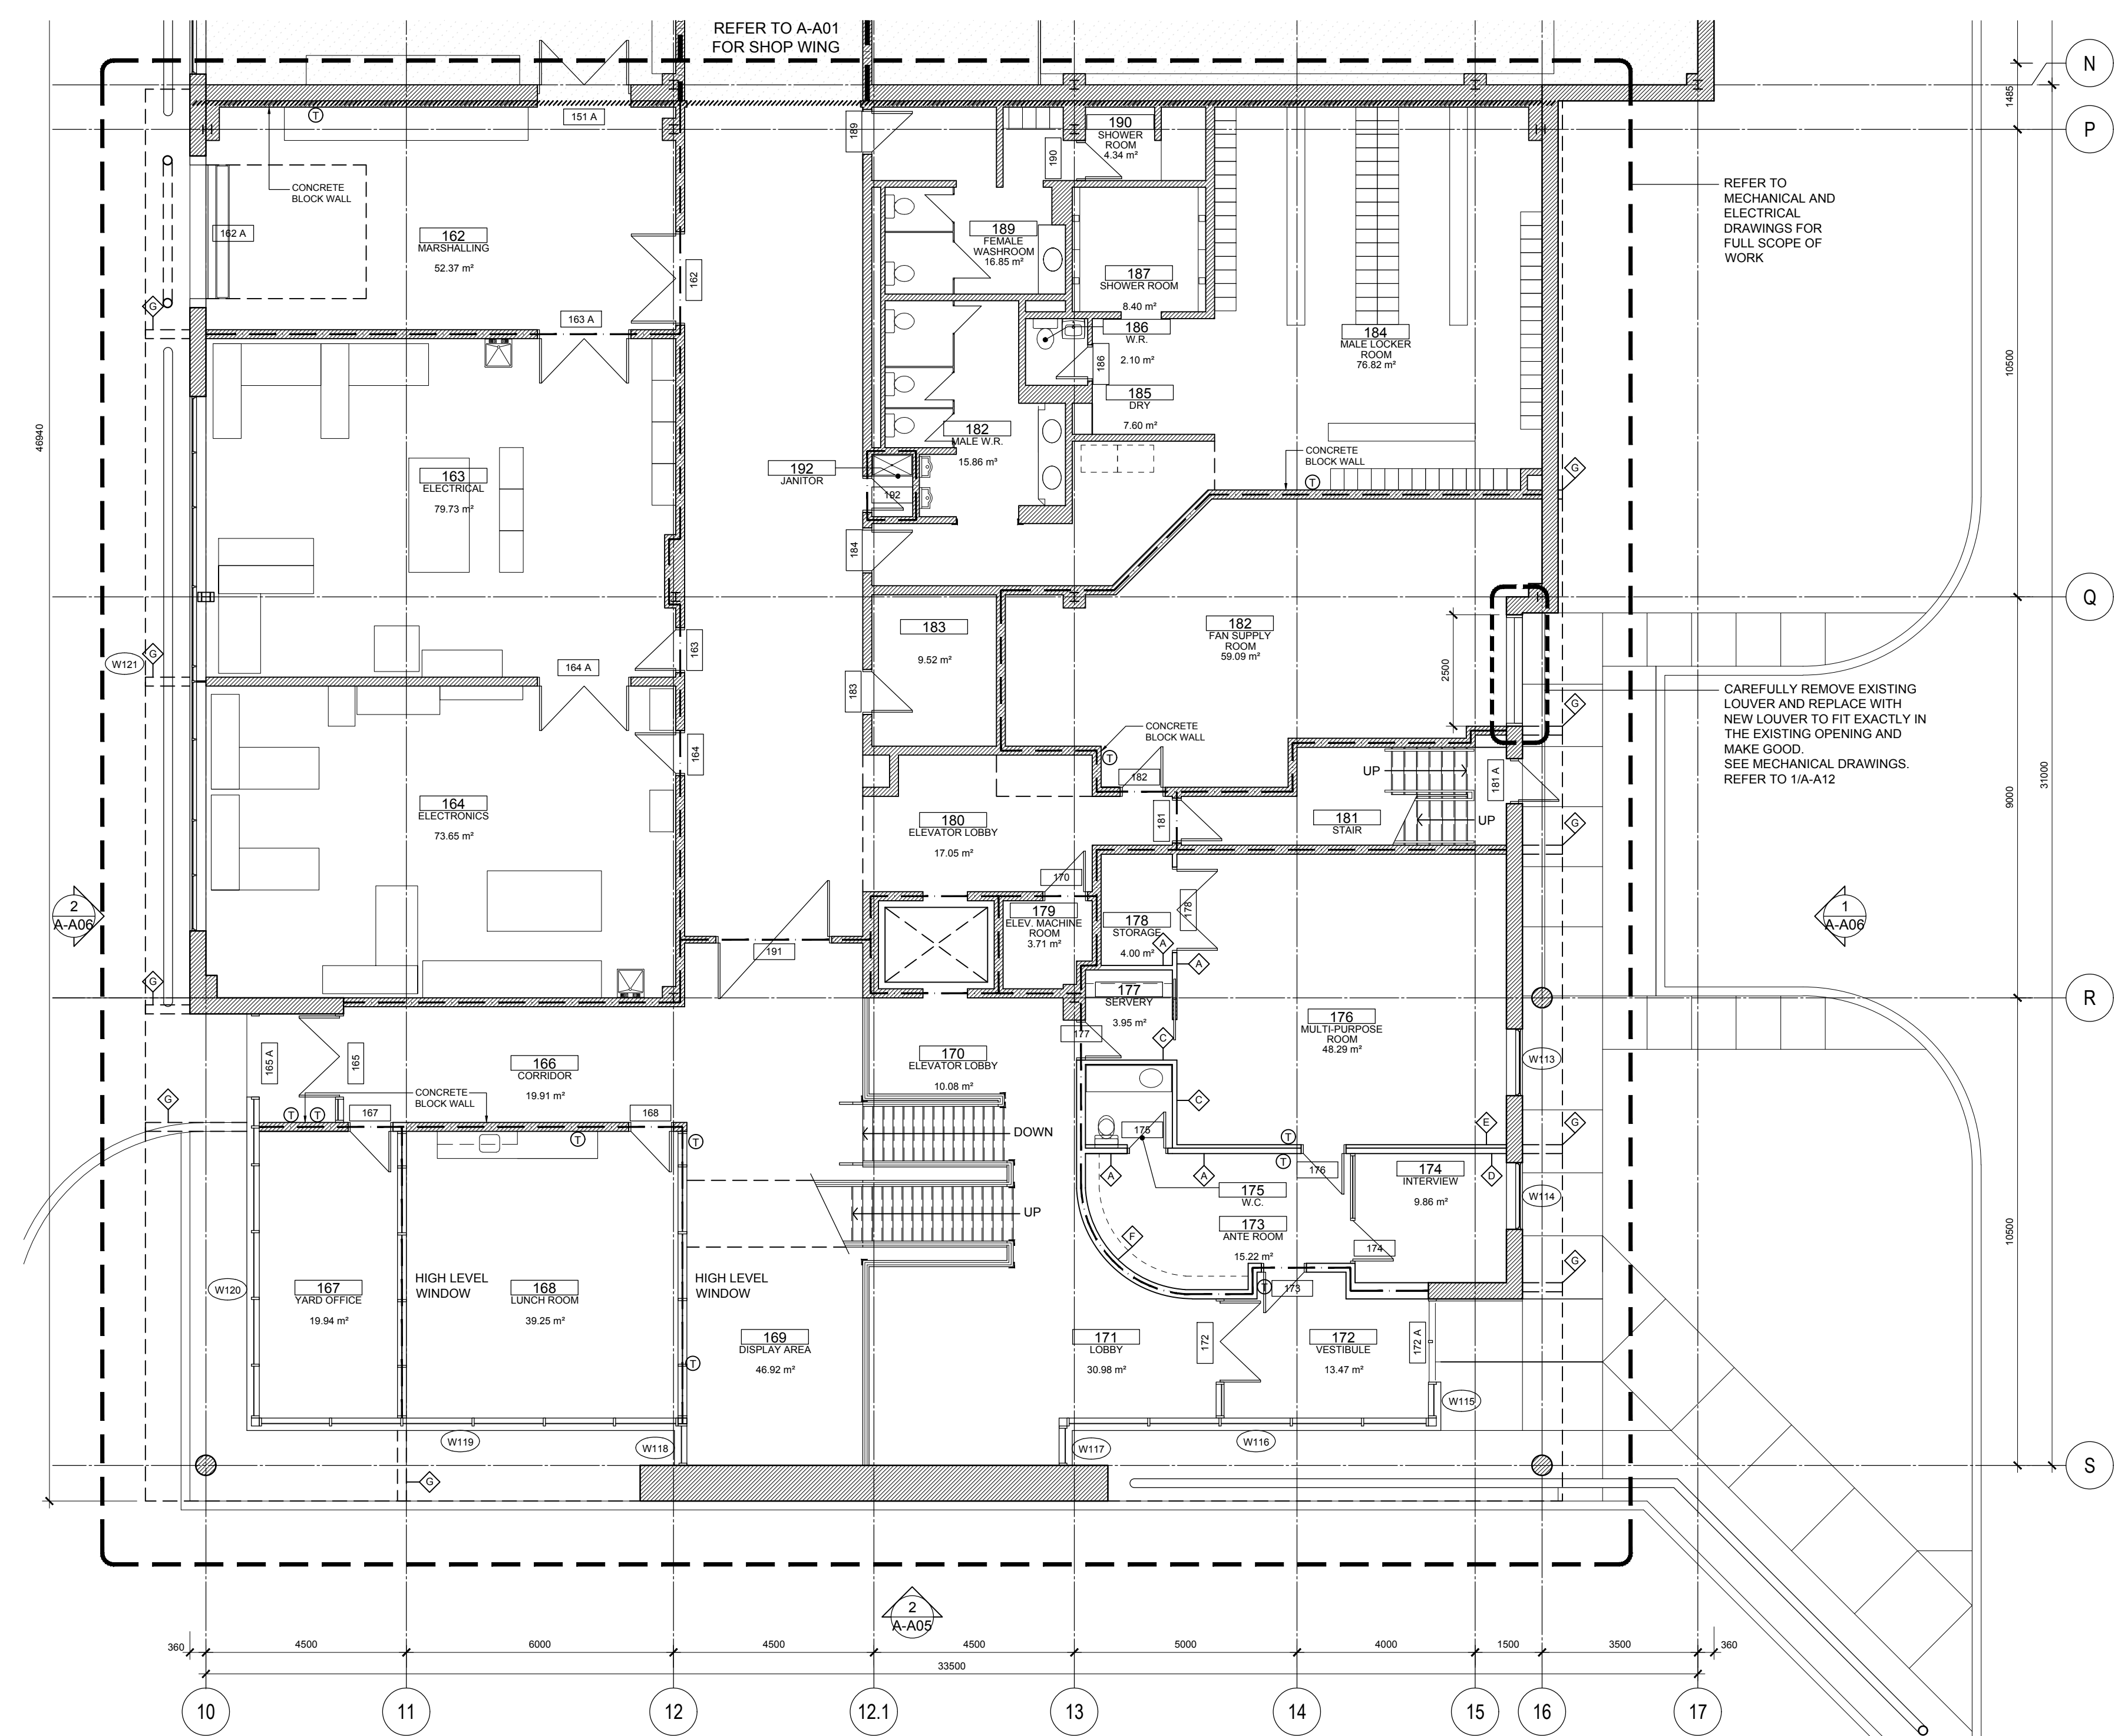 REFER TO A-A01
FOR SHOP WING
N
1485
P
151 A
T
189
190
SHOWER
ROOM
4.34 m²
190
CONCRETE
BLOCK WALL
REFER TO
MECHANICAL AND
ELECTRICAL
DRAWINGS FOR
FULL SCOPE OF
WORK
162 A
162
MARSHALLING
52.37 m²
162
189
FEMALE
WASHROOM
16.85 m²
187
SHOWER ROOM
8.40 m²
G
163 A
186
W.R.
2.10 m²
186
184
MALE LOCKER
ROOM
76.82 m²
10500
185
DRY
7.60 m²
46940
182
MALE W.R.
15.86 m³
CONCRETE
BLOCK WALL
T
G
163
ELECTRICAL
79.73 m²
192
JANITOR
192
184
Q
183
9.52 m²
182
FAN SUPPLY
ROOM
59.09 m²
2500
W121
G
164 A
163
183
CAREFULLY REMOVE EXISTING
LOUVER AND REPLACE WITH
NEW LOUVER TO FIT EXACTLY IN
THE EXISTING OPENING AND
MAKE GOOD.
SEE MECHANICAL DRAWINGS.
REFER TO 1/A-A12
G
CONCRETE
BLOCK WALL
T
164
182
UP
181 A
31000
9000
164
ELECTRONICS
73.65 m²
180
ELEVATOR LOBBY
17.05 m²
181
181
STAIR
UP
G
170
2
A-A06
179
ELEV. MACHINE
ROOM
3.71 m²
178
STORAGE
4.00 m²
178
A
A
1
A-A06
191
G
177
SERVERY
3.95 m²
R
176
MULTI-PURPOSE
ROOM
48.29 m²
177
C
165 A
165
166
CORRIDOR
19.91 m²
170
ELEVATOR LOBBY
10.08 m²
W113
G
CONCRETE
BLOCK WALL
C
T
T
167
T
168
T
DOWN
175
T
E
G
T
A
A
176
174
INTERVIEW
9.86 m²
D
W114
175
W.C.
UP
173
ANTE ROOM
15.22 m²
F
174
10500
G
W120
167
YARD OFFICE
19.94 m²
HIGH LEVEL
WINDOW
168
LUNCH ROOM
39.25 m²
HIGH LEVEL
WINDOW
T
173
169
DISPLAY AREA
46.92 m²
171
LOBBY
30.98 m²
172
172
VESTIBULE
13.47 m²
172 A
T
W115
W119
W118
W117
W116
G
S
2
A-A05
360
4500
6000
4500
4500
5000
4000
1500
3500
360
33500
10
11
12
12.1
13
14
15
16
17